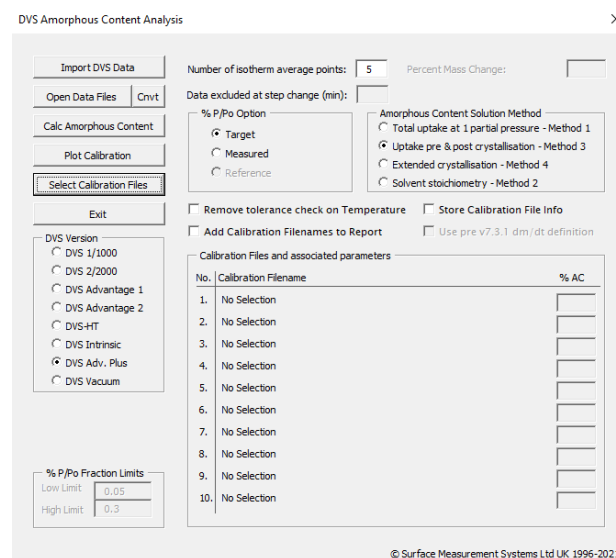 DVS Amorphous Content Analysis
Import DVS Data
Number of isotherm average points: 5 Percent Mass Change:
Open Data Files Cnvt
Data excluded at step change (min):
Calc Amorphous Content
Plot Calibration
Select Calibration Files
Exit
% P/Po Option
Target
Measured
Reference
Amorphous Content Solution Method
Total uptake at 1 partial pressure - Method 1
Uptake pre & post crystallisation - Method 3
Extended crystallisation - Method 4
Solvent stoichiometry - Method 2
Remove tolerance check on Temperature Store Calibration File Info
Add Calibration Filenames to Report Use pre v7.3.1 dm/dt definition
DVS Version
DVS 1/1000
DVS 2/2000
DVS Advantage 1
DVS Advantage 2
DVS-HT
DVS Intrinsic
DVS Adv. Plus
DVS Vacuum
Calibration Files and associated parameters
No. Calibration Filename % AC
1. No Selection
2. No Selection
3. No Selection
4. No Selection
5. No Selection
6. No Selection
7. No Selection
8. No Selection
9. No Selection
10. No Selection
% P/Po Fraction Limits
Low Limit 0.05
High Limit 0.3
© Surface Measurement Systems Ltd UK 1996-202